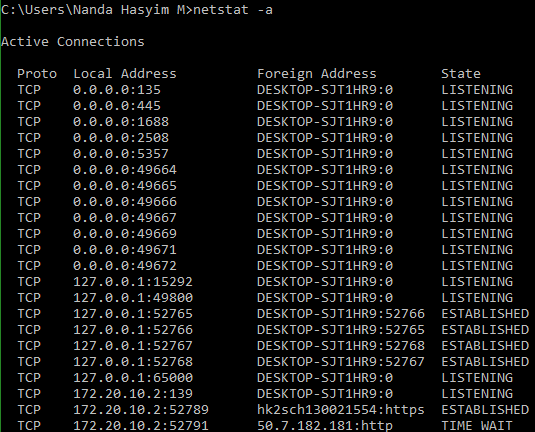 C:\Users\Nanda Hasyim M>netstat -a
Active Connections
Proto Local Address Foreign Address State
TCP 0.0.0.0:135 DESKTOP-SJT1HR9:0 LISTENING
TCP 0.0.0.0:445 DESKTOP-SJT1HR9:0 LISTENING
TCP 0.0.0.0:1688 DESKTOP-SJT1HR9:0 LISTENING
TCP 0.0.0.0:2508 DESKTOP-SJT1HR9:0 LISTENING
TCP 0.0.0.0:5357 DESKTOP-SJT1HR9:0 LISTENING
TCP 0.0.0.0:49664 DESKTOP-SJT1HR9:0 LISTENING
TCP 0.0.0.0:49665 DESKTOP-SJT1HR9:0 LISTENING
TCP 0.0.0.0:49666 DESKTOP-SJT1HR9:0 LISTENING
TCP 0.0.0.0:49667 DESKTOP-SJT1HR9:0 LISTENING
TCP 0.0.0.0:49669 DESKTOP-SJT1HR9:0 LISTENING
TCP 0.0.0.0:49671 DESKTOP-SJT1HR9:0 LISTENING
TCP 0.0.0.0:49672 DESKTOP-SJT1HR9:0 LISTENING
TCP 127.0.0.1:15292 DESKTOP-SJT1HR9:0 LISTENING
TCP 127.0.0.1:49800 DESKTOP-SJT1HR9:0 LISTENING
TCP 127.0.0.1:52765 DESKTOP-SJT1HR9:52766 ESTABLISHED
TCP 127.0.0.1:52766 DESKTOP-SJT1HR9:52765 ESTABLISHED
TCP 127.0.0.1:52767 DESKTOP-SJT1HR9:52768 ESTABLISHED
TCP 127.0.0.1:52768 DESKTOP-SJT1HR9:52767 ESTABLISHED
TCP 127.0.0.1:65000 DESKTOP-SJT1HR9:0 LISTENING
TCP 172.20.10.2:139 DESKTOP-SJT1HR9:0 LISTENING
TCP 172.20.10.2:52789 hk2sch130021554:https ESTABLISHED
TCP 172.20.10.2:52791 50.7.182.181:http TIME_WAIT